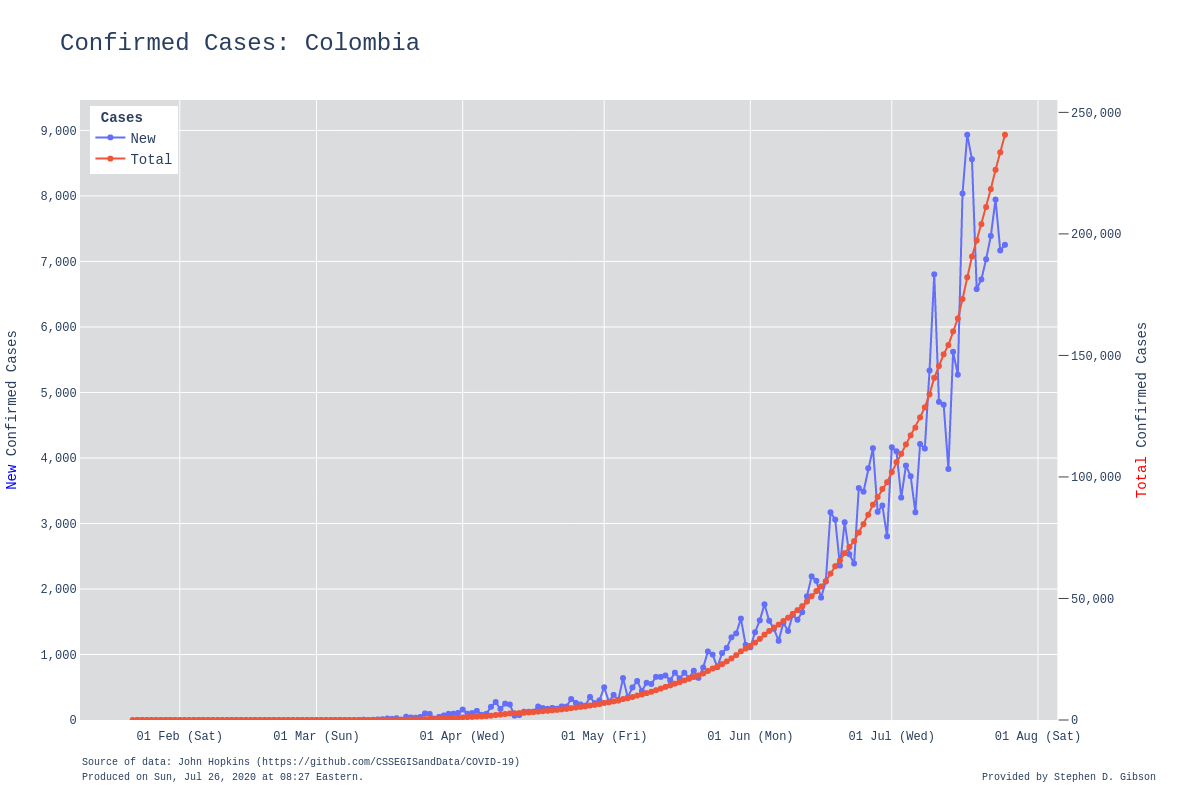 Confirmed Cases: Colombia
Cases
New
Total
9,000
8,000
7,000
6,000
5,000
4,000
3,000
2,000
1,000
0
250,000
200,000
150,000
100,000
50,000
0
New Confirmed Cases
Total Confirmed Cases
01 Feb (Sat)
01 Mar (Sun)
01 Apr (Wed)
01 May (Fri)
01 Jun (Mon)
01 Jul (Wed)
01 Aug (Sat)
Source of data: John Hopkins (https://github.com/CSSEGISandData/COVID-19)
Produced on Sun, Jul 26, 2020 at 08:27 Eastern.
Provided by Stephen D. Gibson